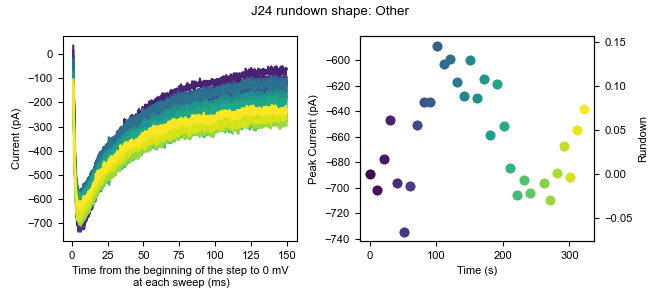 J24 rundown shape: Other
Current (pA)
0
−100
−200
−300
−400
−500
−600
−700
0 25 50 75 100 125 150
Time from the beginning of the step to 0 mV
at each sweep (ms)
Peak Current (pA)
−600
−620
−640
−660
−680
−700
−720
−740
0 100 200 300
Time (s)
0.15
0.10
0.05
0.00
−0.05
Rundown